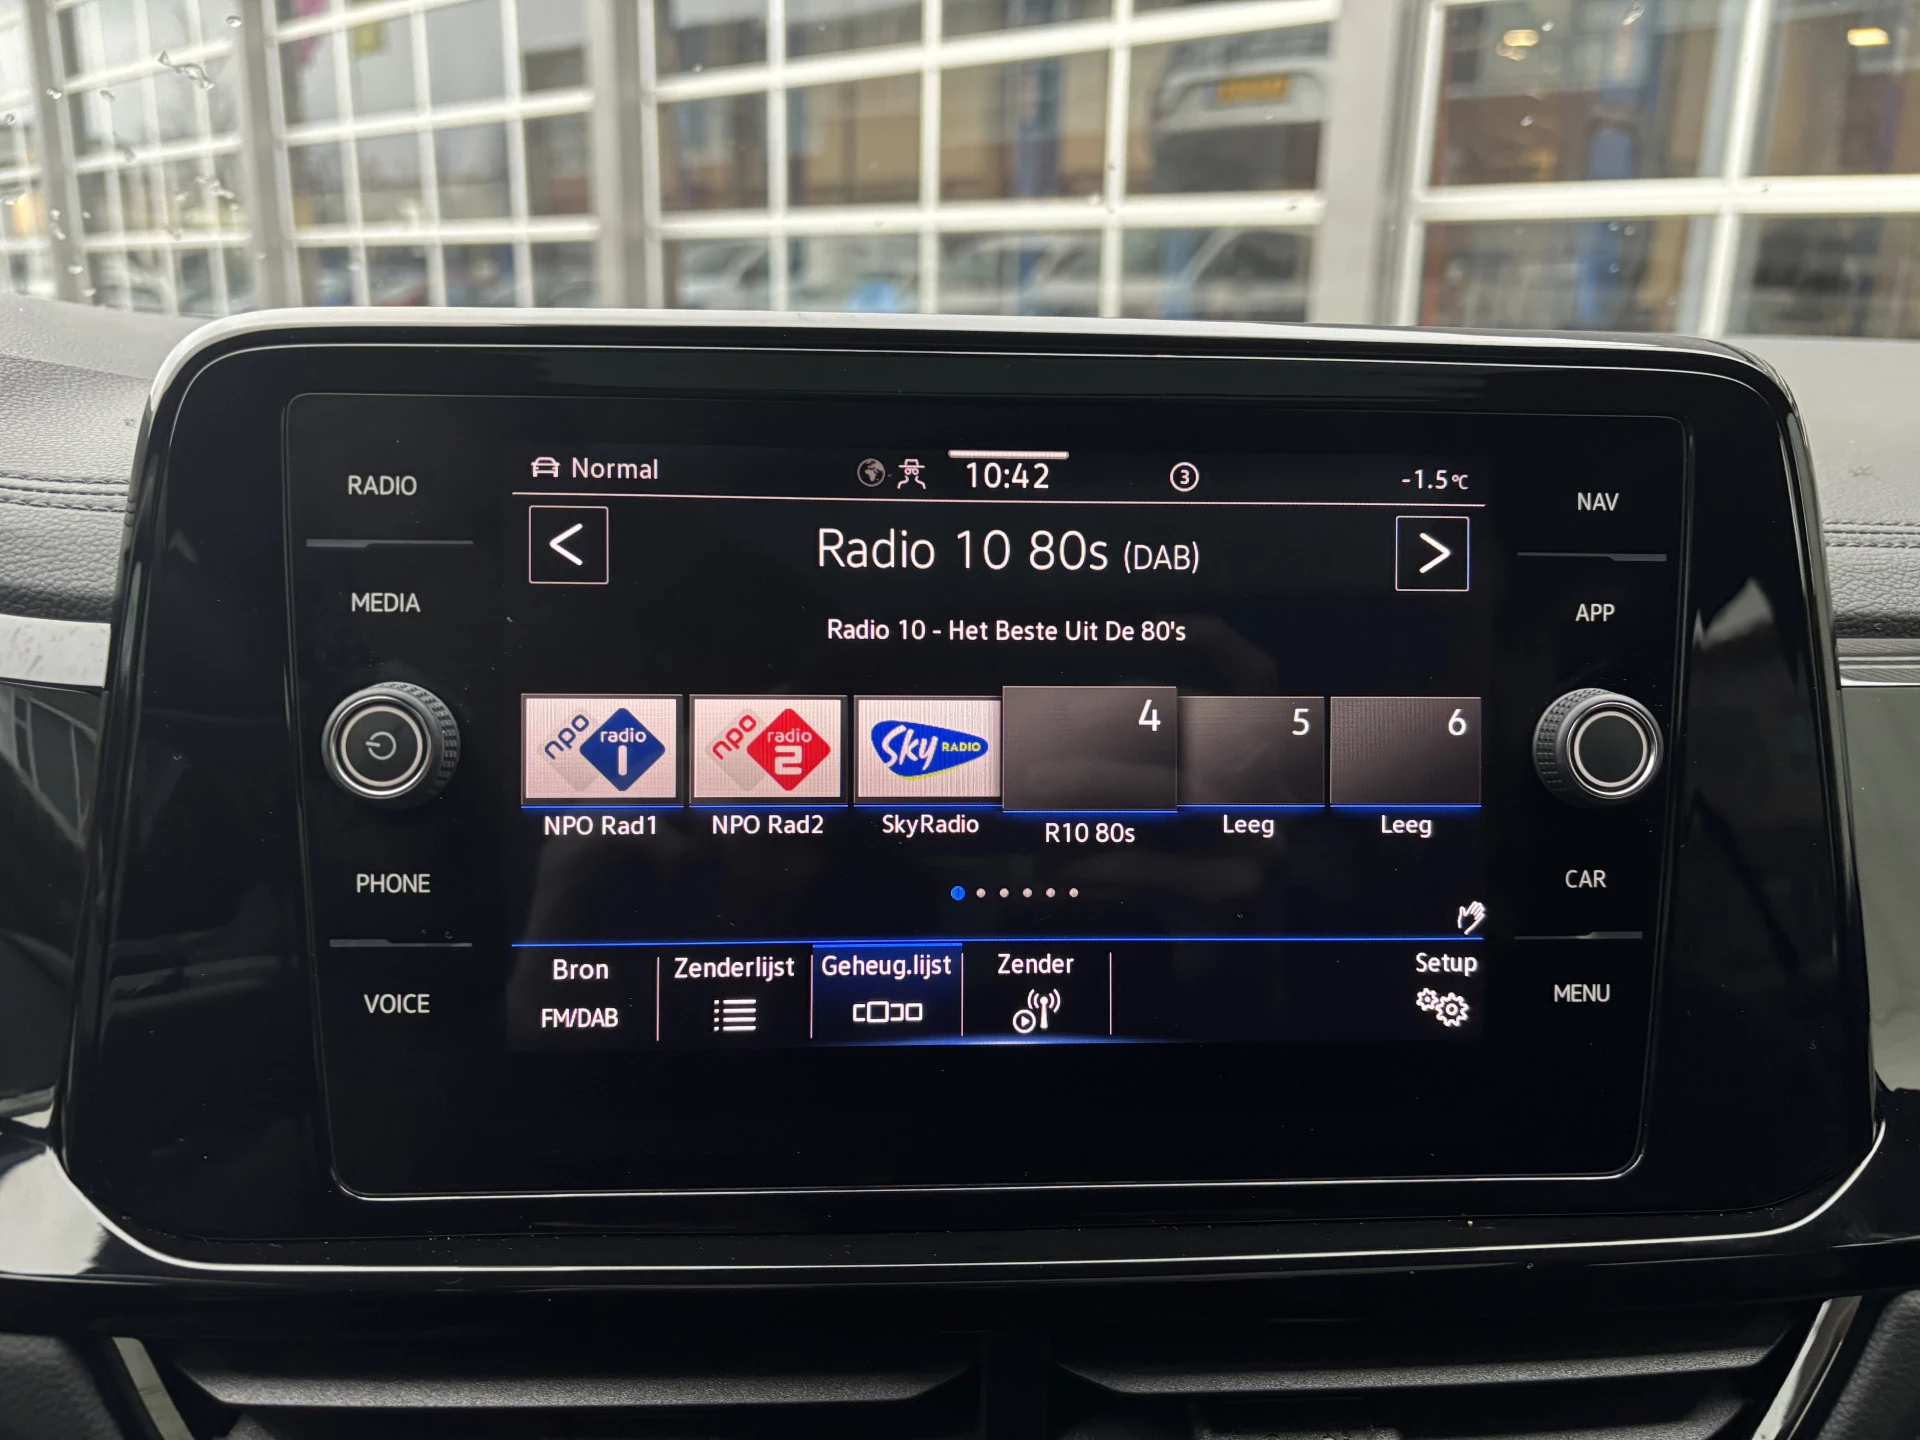 Normal 10:42 3 -1.5°C
RADIO
NAV
< Radio 10 80s (DAB) >
MEDIA
APP
Radio 10 - Het Beste Uit De 80's
npo radio 1
npo radio 2
Sky RADIO
4
5
6
NPO Rad1
NPO Rad2
SkyRadio
R10 80s
Leeg
Leeg
PHONE
CAR
Bron
FM/DAB
Zenderlijst
Geheug.lijst
Zender
Setup
VOICE
MENU